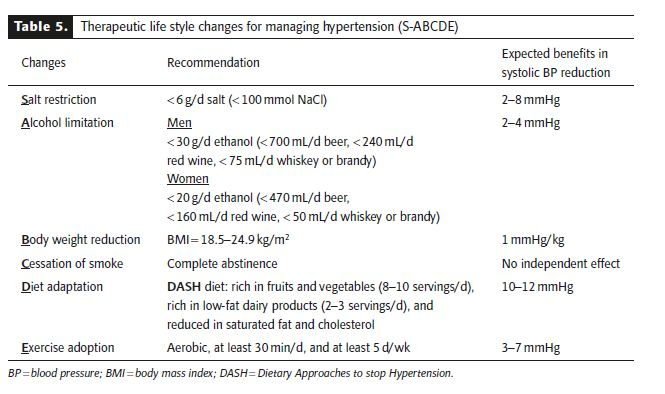 Table 5. Therapeutic life style changes for managing hypertension (S-ABCDE)
Changes Recommendation Expected benefits in systolic BP reduction
Salt restriction <6 g/d salt (<100 mmol NaCl) 2–8 mmHg
Alcohol limitation Men 2–4 mmHg
<30 g/d ethanol (<700 mL/d beer, <240 mL/d
red wine, <75 mL/d whiskey or brandy)
Women
<20 g/d ethanol (<470 mL/d beer,
<160 mL/d red wine, <50 mL/d whiskey or brandy)
Body weight reduction BMI=18.5–24.9 kg/m² 1 mmHg/kg
Cessation of smoke Complete abstinence No independent effect
Diet adaptation DASH diet: rich in fruits and vegetables (8–10 servings/d), 10–12 mmHg
rich in low-fat dairy products (2–3 servings/d), and
reduced in saturated fat and cholesterol
Exercise adoption Aerobic, at least 30 min/d, and at least 5 d/wk 3–7 mmHg
BP=blood pressure; BMI=body mass index; DASH=Dietary Approaches to stop Hypertension.